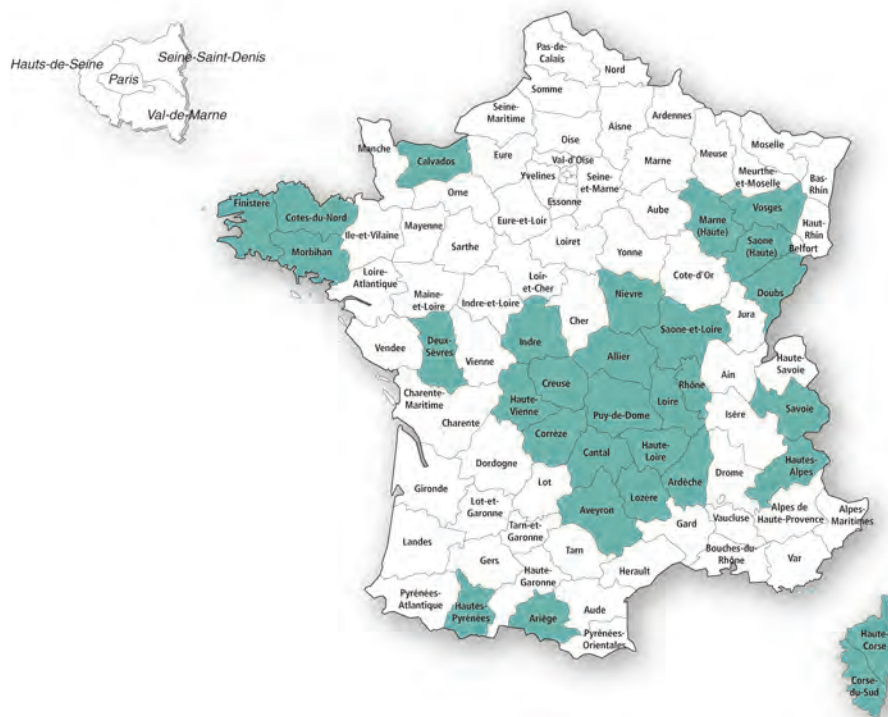 Hauts-de-Seine
Seine-Saint-Denis
Paris
Val-de-Marne
Pas-de-
Calais
Nord
Somme
Seine-
Maritime
Aisne
Ardennes
Oise
Manche
Calvados
Eure
Val-d'Oise
Yvelines
Seine-
et-Marne
Essonne
Marne
Meuse
Moselle
Meurthe-
et-Moselle
Bas-
Rhin
Orne
Eure-et-Loir
Aube
Marne
(Haute)
Vosges
Haut-
Rhin
Finistere
Cotes-du-Nord
Morbihan
Ile-et-Vilaine
Mayenne
Sarthe
Loiret
Yonne
Saone
(Haute)
Belfort
Loire-
Atlantique
Maine-
et-Loire
Indre-et-Loire
Loir-
et-Cher
Cher
Nievre
Cote-d'Or
Doubs
Jura
Vendee
Deux-
Sèvres
Vienne
Indre
Allier
Saone-et-Loire
Charente-
Maritime
Charente
Haute-
Vienne
Creuse
Puy-de-Dome
Loire
Rhône
Ain
Haute-
Savoie
Savoie
Isère
Corrèze
Dordogne
Cantal
Haute-
Loire
Ardèche
Drome
Hautes-
Alpes
Gironde
Lot-et-
Garonne
Lot
Aveyron
Lozere
Gard
Vaucluse
Alpes de
Haute-Provence
Alpes-
Maritimes
Landes
Tarn-et-
Garonne
Tarn
Gers
Haute-
Garonne
Herault
Bouches-du-
Rhône
Var
Pyrénées-
Atlantique
Hautes-
Pyrénées
Ariège
Aude
Pyrénées-
Orientales
Haute-
Corse
Corse-
du-Sud